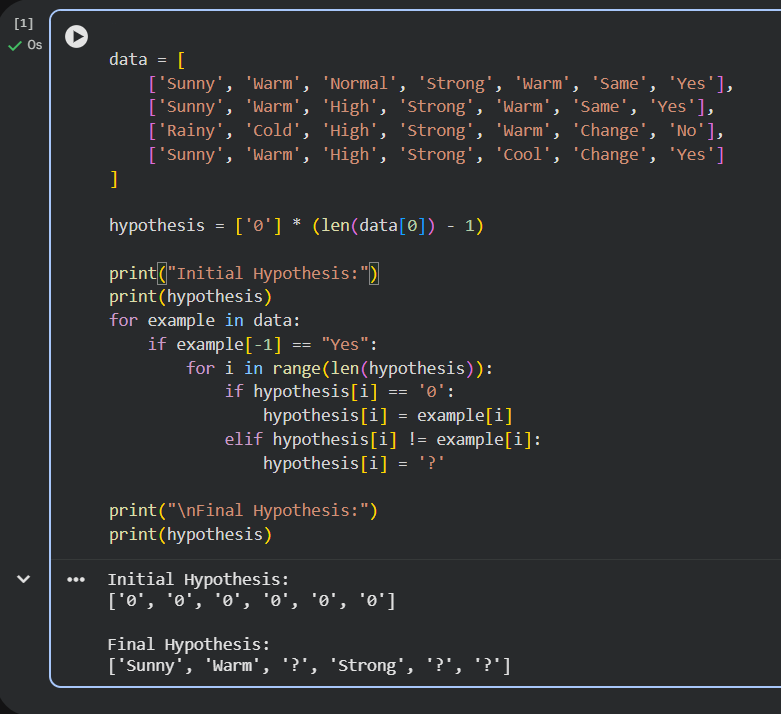 [1]
0s
data = [
    ['Sunny', 'Warm', 'Normal', 'Strong', 'Warm', 'Same', 'Yes'],
    ['Sunny', 'Warm', 'High', 'Strong', 'Warm', 'Same', 'Yes'],
    ['Rainy', 'Cold', 'High', 'Strong', 'Warm', 'Change', 'No'],
    ['Sunny', 'Warm', 'High', 'Strong', 'Cool', 'Change', 'Yes']
]
hypothesis = ['0'] * (len(data[0]) - 1)
print("Initial Hypothesis:")
print(hypothesis)
for example in data:
    if example[-1] == "Yes":
        for i in range(len(hypothesis)):
            if hypothesis[i] == '0':
                hypothesis[i] = example[i]
            elif hypothesis[i] != example[i]:
                hypothesis[i] = '?'
print("\nFinal Hypothesis:")
print(hypothesis)
Initial Hypothesis:
['0', '0', '0', '0', '0', '0']
Final Hypothesis:
['Sunny', 'Warm', '?', 'Strong', '?', '?']